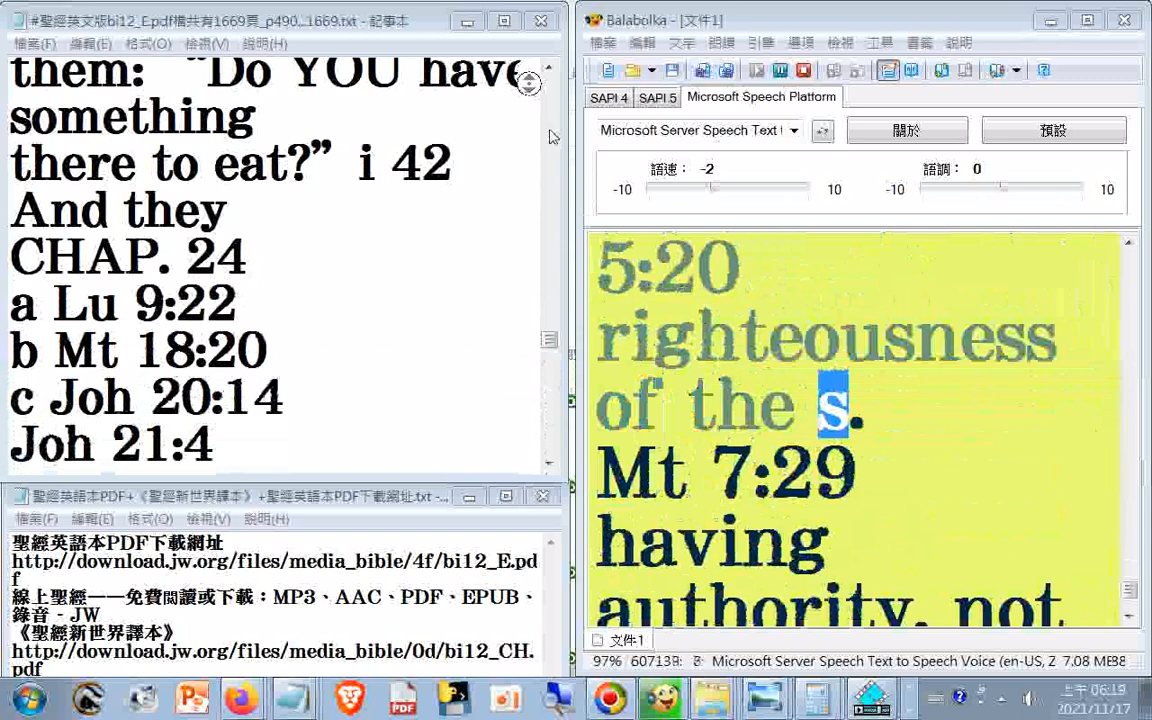 #聖經英文版bi12_E.pdf檔共有1669頁_p490,..1669.txt - 記事本
檔案(F) 編輯(E) 格式(O) 檢視(V) 說明(H)
them: “Do YOU have
something
there to eat?” i 42
And they
CHAP. 24
a Lu 9:22
b Mt 18:20
c Joh 20:14
Joh 21:4
聖經英語本PDF+《聖經新世界譯本》+聖經英語本PDF下載網址.txt -...
檔案(F) 編輯(E) 格式(O) 檢視(V) 說明(H)
聖經英語本PDF下載網址
http://download.jw.org/files/media_bible/4f/bi12_E.pd
f
線上聖經——免費閱讀或下載：MP3、AAC、PDF、EPUB、
錄音 - JW
《聖經新世界譯本》
http://download.jw.org/files/media_bible/0d/bi12_CH.
pdf
Balabolka - [文件1]
檔案 編輯 文字 朗讀 引擎 選項 檢視 工具 書籤 說明
SAPI 4 SAPI 5 Microsoft Speech Platform
Microsoft Server Speech Text
關於 預設
語速： -2 語調： 0
-10 10 -10 10
5:20
righteousness
of the s.
Mt 7:29
having
authority, not
文件1
97% Microsoft Server Speech Text to Speech Voice (en-US, Z 7.08 MB
PDF
上午 06:19
2021/11/17